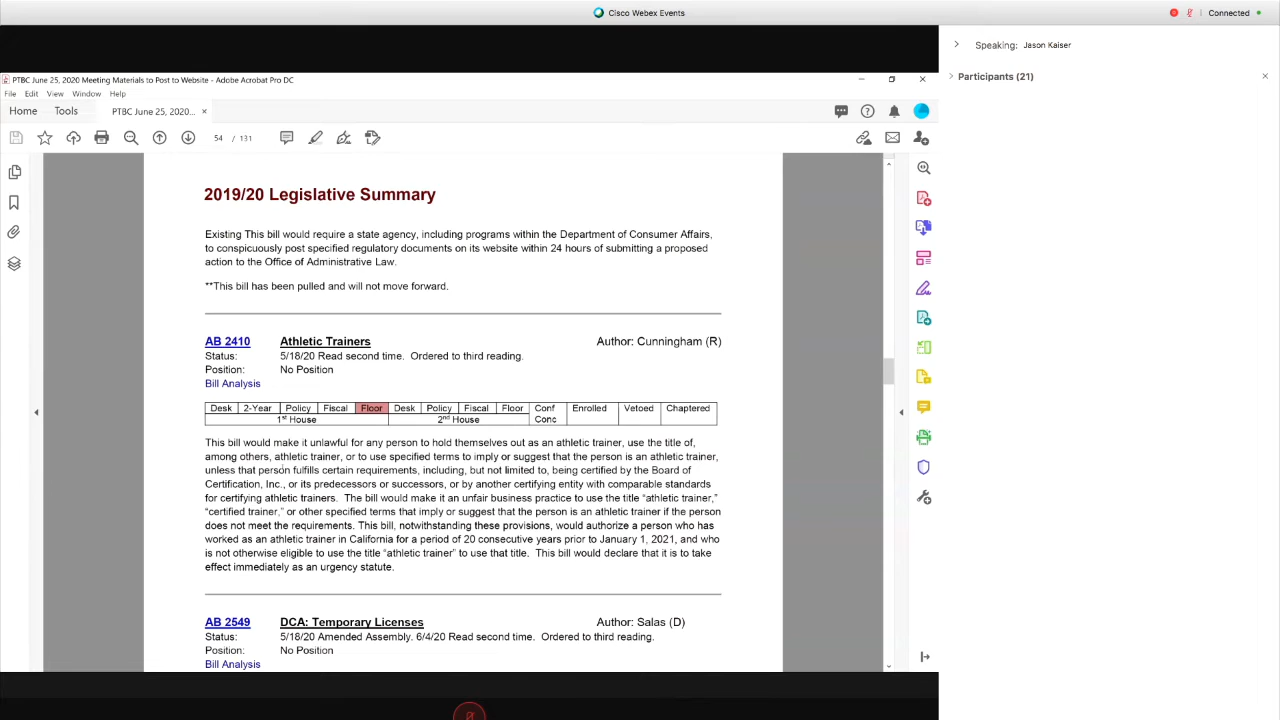 Cisco Webex Events
Connected
Speaking: Jason Kaiser
Participants (21)
PTBC June 25, 2020 Meeting Materials to Post to Website - Adobe Acrobat Pro DC
File Edit View Window Help
Home Tools PTBC June 25, 2020...
54 / 131
2019/20 Legislative Summary
Existing This bill would require a state agency, including programs within the Department of Consumer Affairs,
to conspicuously post specified regulatory documents on its website within 24 hours of submitting a proposed
action to the Office of Administrative Law.
**This bill has been pulled and will not move forward.
AB 2410 Athletic Trainers Author: Cunningham (R)
Status: 5/18/20 Read second time. Ordered to third reading.
Position: No Position
Bill Analysis
Desk 2-Year Policy Fiscal Floor Desk Policy Fiscal Floor Conf Enrolled Vetoed Chaptered
1st House 2nd House Conc
This bill would make it unlawful for any person to hold themselves out as an athletic trainer, use the title of,
among others, athletic trainer, or to use specified terms to imply or suggest that the person is an athletic trainer,
unless that person fulfills certain requirements, including, but not limited to, being certified by the Board of
Certification, Inc., or its predecessors or successors, or by another certifying entity with comparable standards
for certifying athletic trainers. The bill would make it an unfair business practice to use the title “athletic trainer,”
“certified trainer,” or other specified terms that imply or suggest that the person is an athletic trainer if the person
does not meet the requirements. This bill, notwithstanding these provisions, would authorize a person who has
worked as an athletic trainer in California for a period of 20 consecutive years prior to January 1, 2021, and who
is not otherwise eligible to use the title “athletic trainer” to use that title. This bill would declare that it is to take
effect immediately as an urgency statute.
AB 2549 DCA: Temporary Licenses Author: Salas (D)
Status: 5/18/20 Amended Assembly. 6/4/20 Read second time. Ordered to third reading.
Position: No Position
Bill Analysis